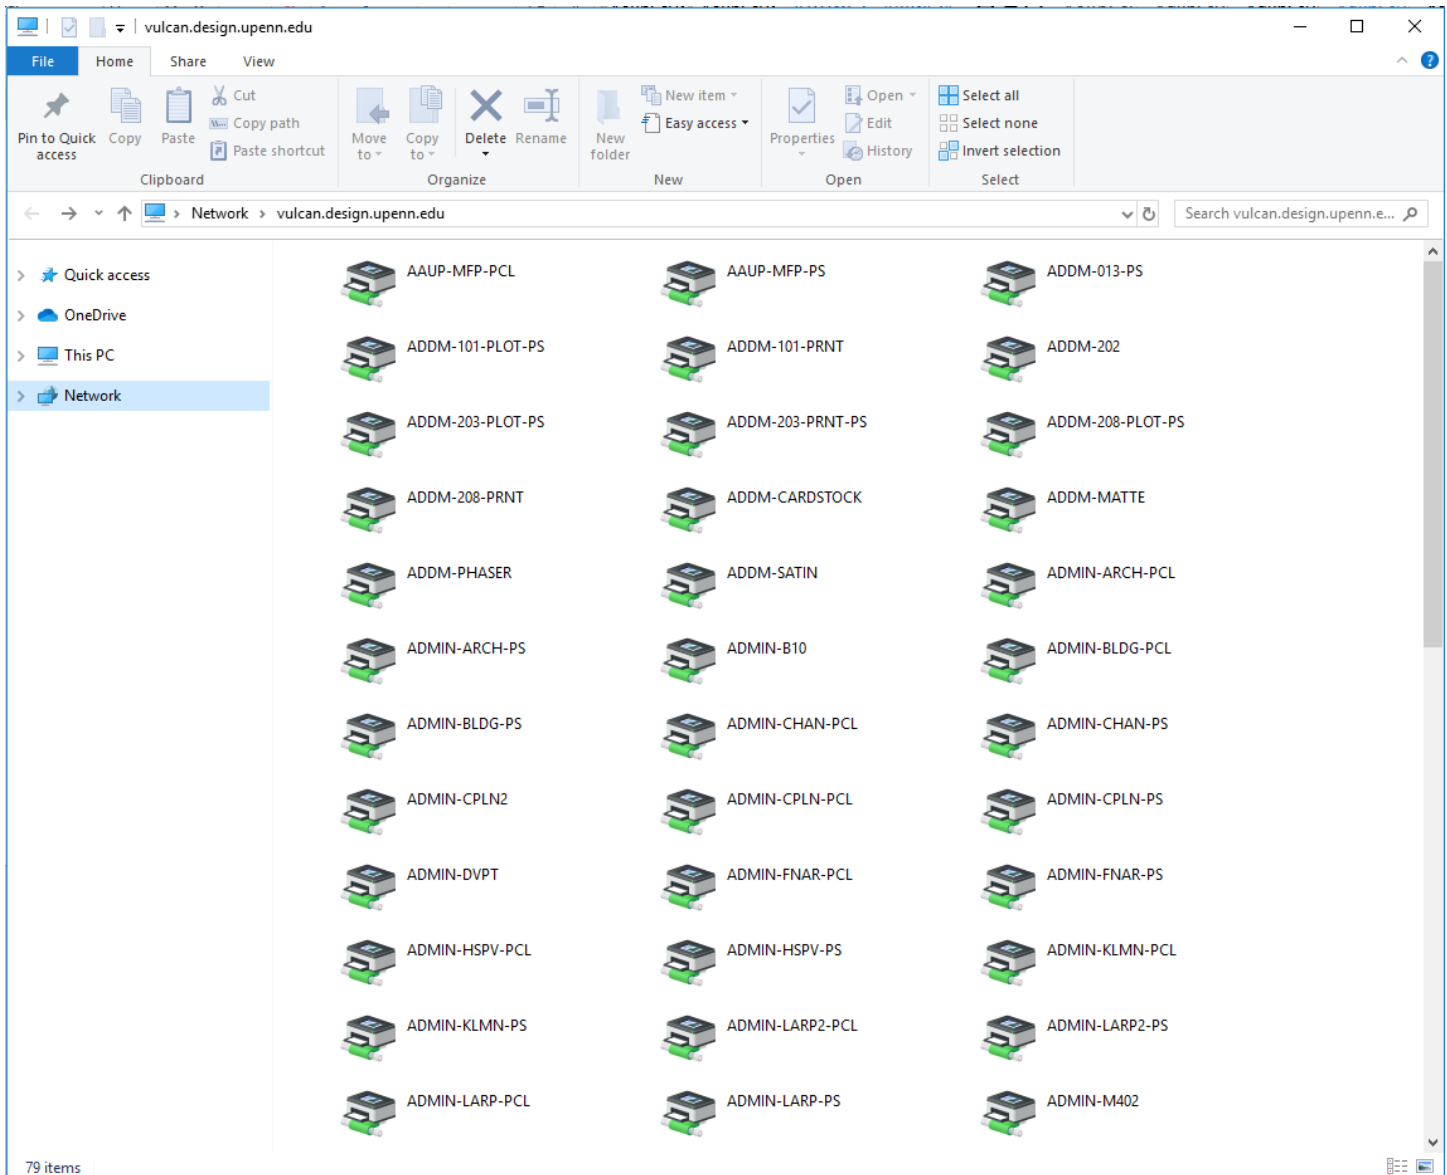 vulcan.design.upenn.edu
File Home Share View
Pin to Quick access
Copy
Paste
Cut
Copy path
Paste shortcut
Clipboard
Move to
Copy to
Delete
Rename
Organize
New folder
New item
Easy access
New
Properties
Open
Edit
History
Open
Select all
Select none
Invert selection
Select
Network > vulcan.design.upenn.edu
Search vulcan.design.upenn.e...
Quick access
OneDrive
This PC
Network
AAUP-MFP-PCL AAUP-MFP-PS ADDM-013-PS
ADDM-101-PLOT-PS ADDM-101-PRNT ADDM-202
ADDM-203-PLOT-PS ADDM-203-PRNT-PS ADDM-208-PLOT-PS
ADDM-208-PRNT ADDM-CARDSTOCK ADDM-MATTE
ADDM-PHASER ADDM-SATIN ADMIN-ARCH-PCL
ADMIN-ARCH-PS ADMIN-B10 ADMIN-BLDG-PCL
ADMIN-BLDG-PS ADMIN-CHAN-PCL ADMIN-CHAN-PS
ADMIN-CPLN2 ADMIN-CPLN-PCL ADMIN-CPLN-PS
ADMIN-DVPT ADMIN-FNAR-PCL ADMIN-FNAR-PS
ADMIN-HSPV-PCL ADMIN-HSPV-PS ADMIN-KLMN-PCL
ADMIN-KLMN-PS ADMIN-LARP2-PCL ADMIN-LARP2-PS
ADMIN-LARP-PCL ADMIN-LARP-PS ADMIN-M402
79 items